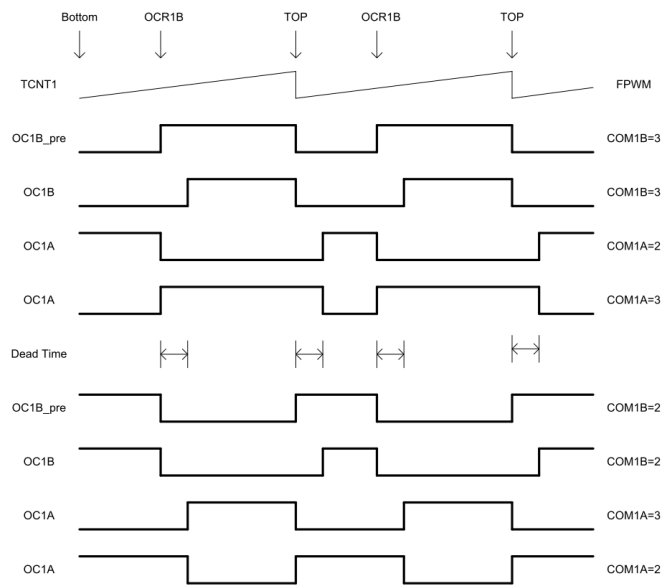 Bottom OCR1B TOP OCR1B TOP
TCNT1 FPWM
OC1B_pre COM1B=3
OC1B COM1B=3
OC1A COM1A=2
OC1A COM1A=3
Dead Time
OC1B_pre COM1B=2
OC1B COM1B=2
OC1A COM1A=3
OC1A COM1A=2